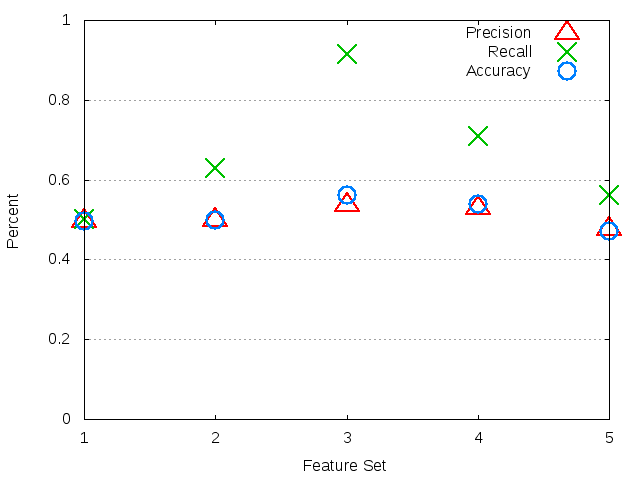 1
0.8
0.6
0.4
0.2
0
Percent
Precision
Recall
Accuracy
1 2 3 4 5
Feature Set